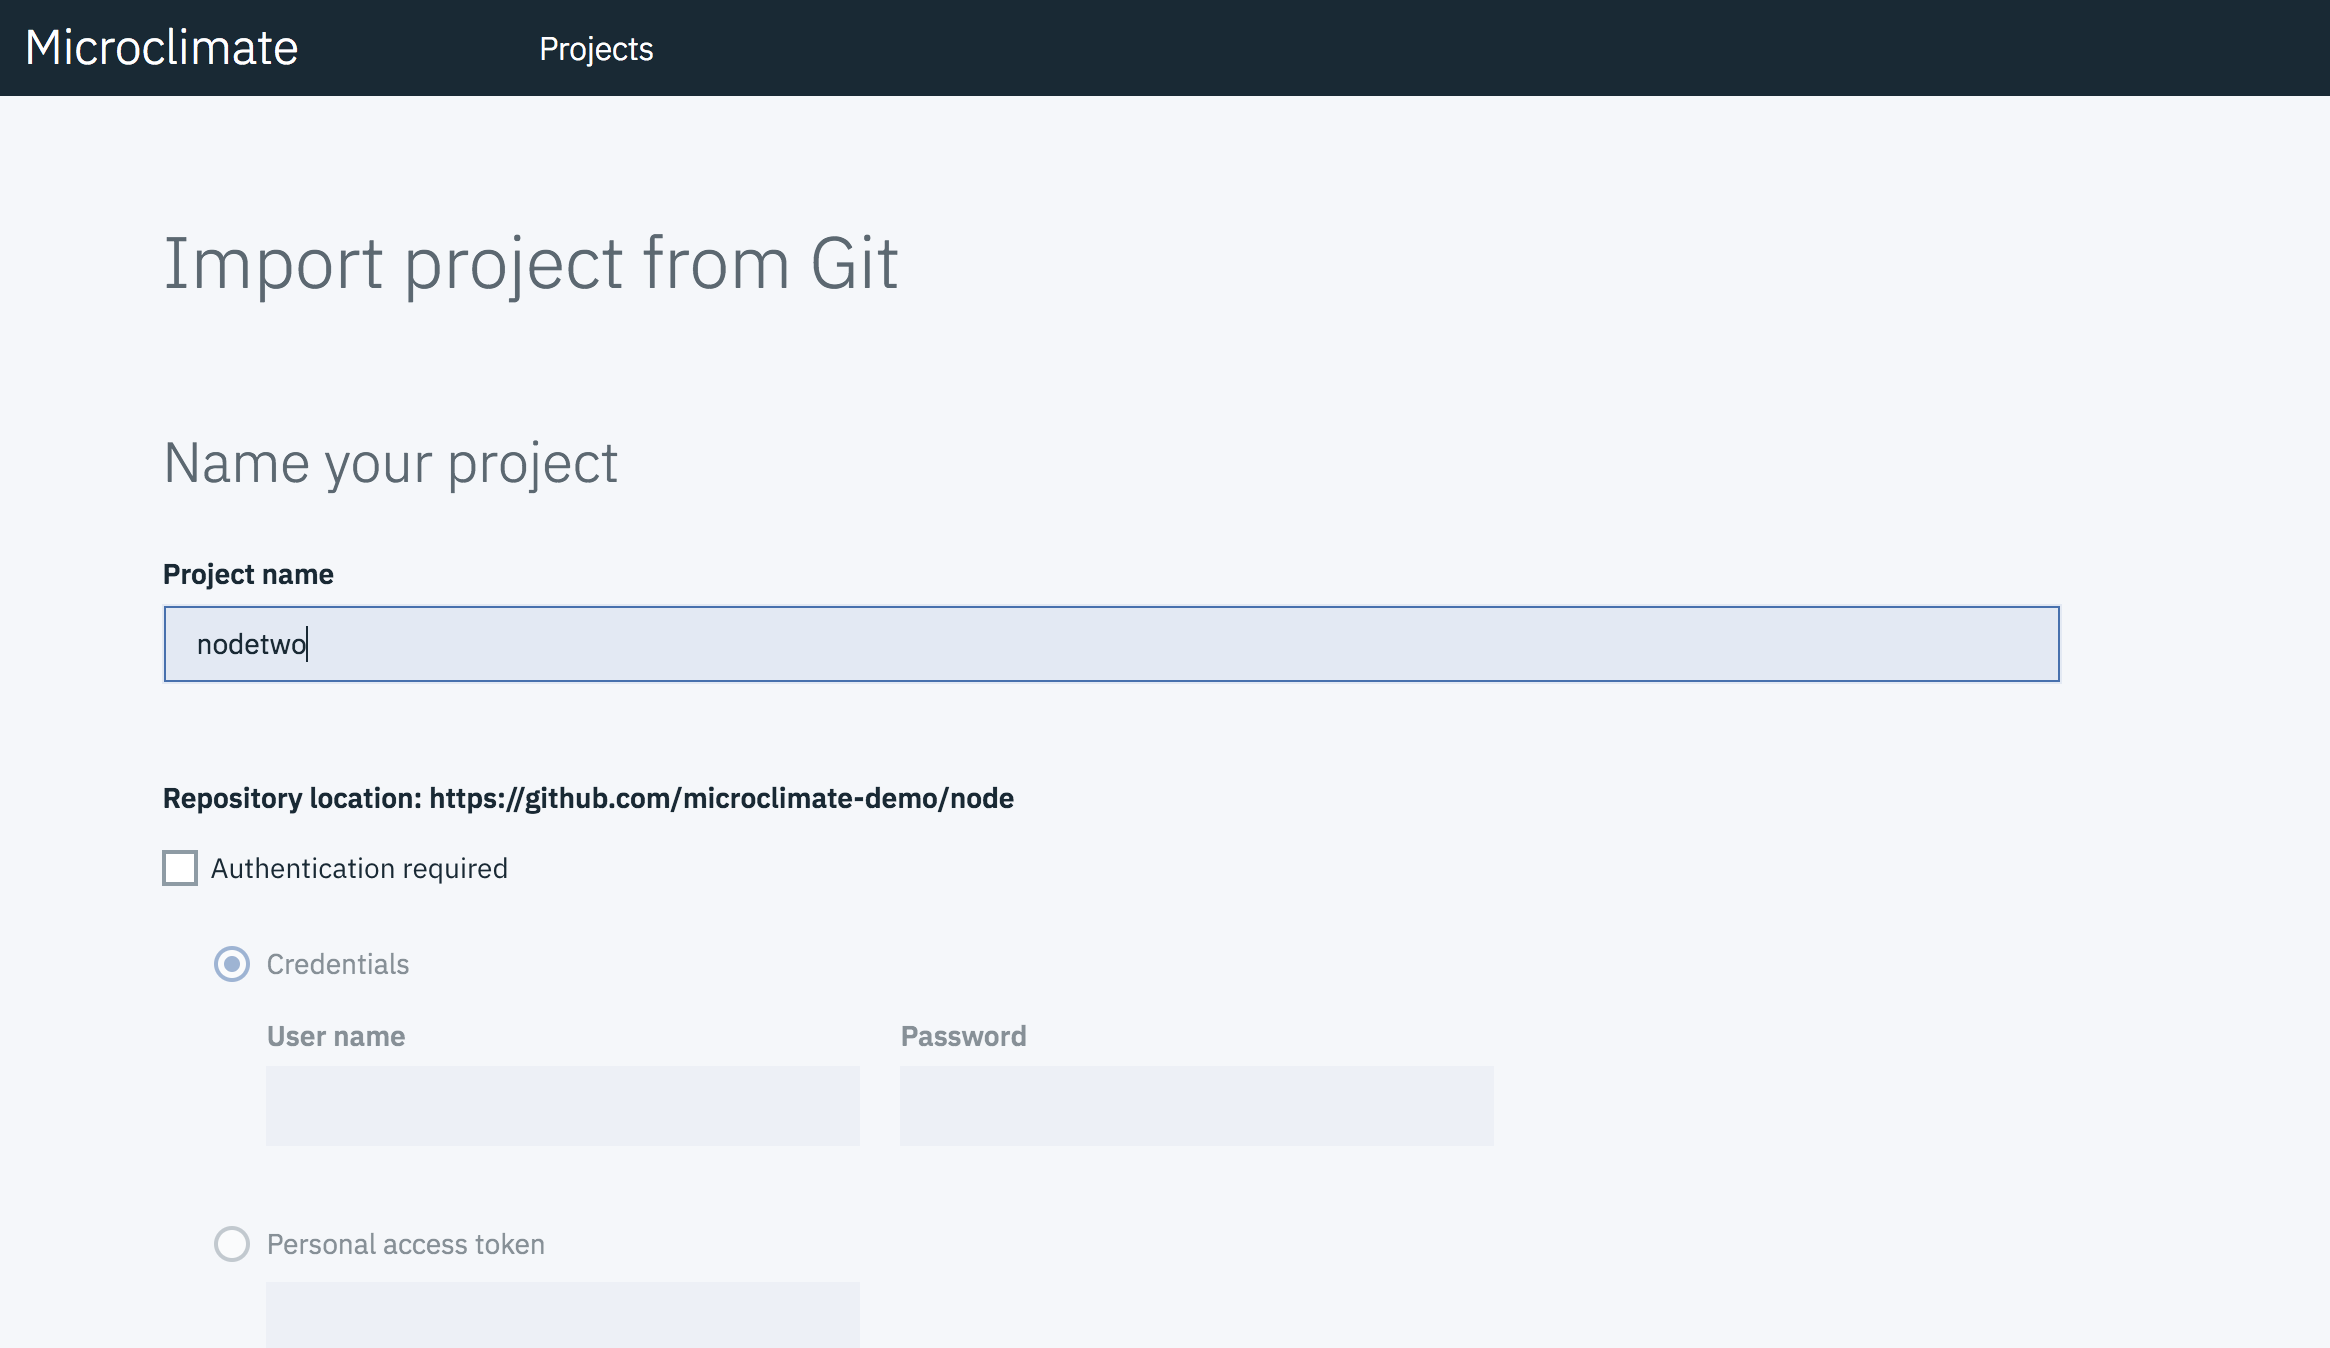 Microclimate Projects
Import project from Git
Name your project
Project name
nodetwo
Repository location: https://github.com/microclimate-demo/node
Authentication required
Credentials
User name Password
Personal access token